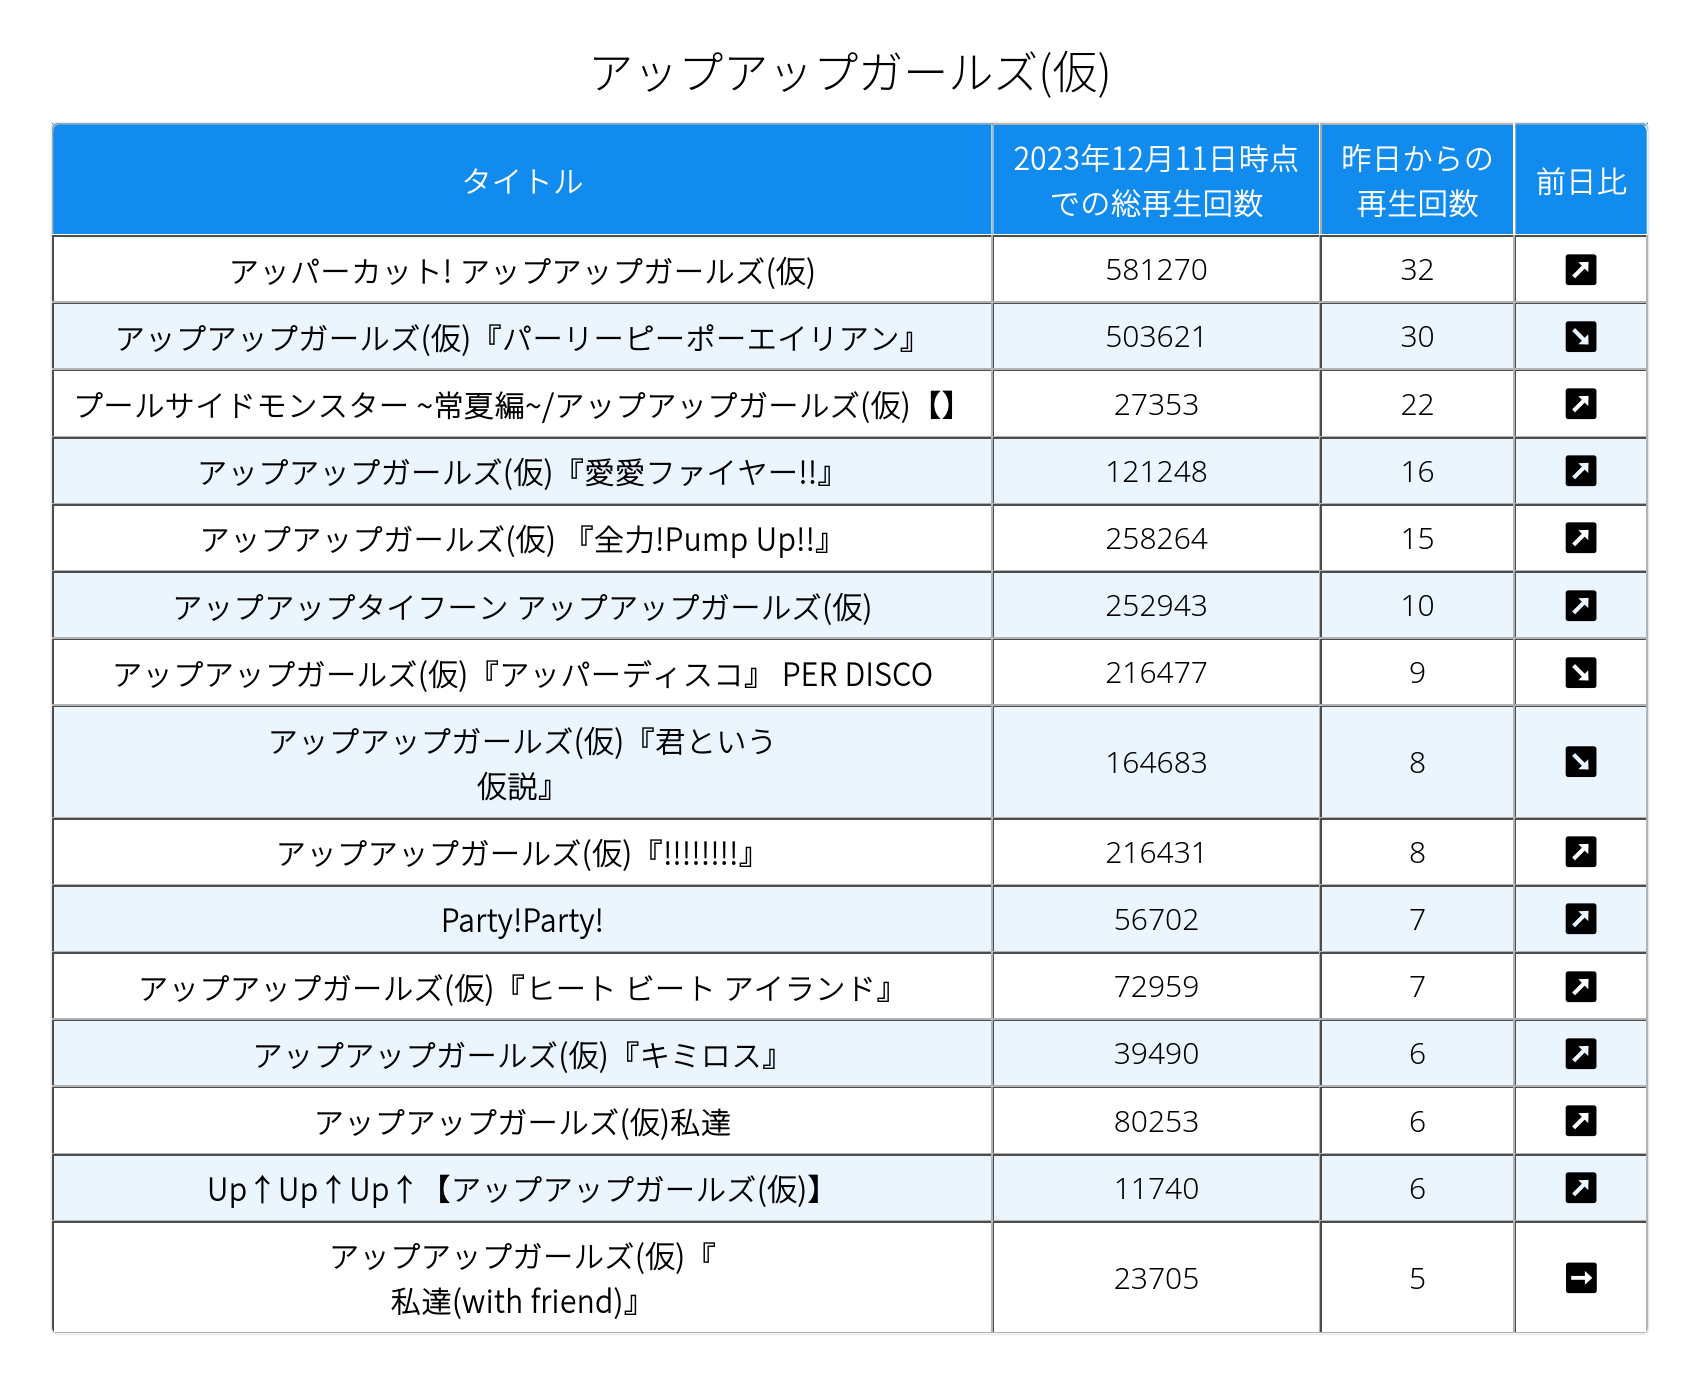 アップアップガールズ(仮)
タイトル 2023年12月11日時点での総再生回数 昨日からの再生回数 前日比
アッパーカット! アップアップガールズ(仮) 581270 32 ↗
アップアップガールズ(仮)『パーリーピーポーエイリアン』 503621 30 ↘
プールサイドモンスター ~常夏編~/アップアップガールズ(仮)【】 27353 22 ↗
アップアップガールズ(仮)『愛愛ファイヤー!!』 121248 16 ↗
アップアップガールズ(仮) 『全力!Pump Up!!』 258264 15 ↗
アップアップタイフーン アップアップガールズ(仮) 252943 10 ↗
アップアップガールズ(仮)『アッパーディスコ』 PER DISCO 216477 9 ↘
アップアップガールズ(仮)『君という
仮説』 164683 8 ↘
アップアップガールズ(仮)『!!!!!!!!』 216431 8 ↗
Party!Party! 56702 7 ↗
アップアップガールズ(仮)『ヒート ビート アイランド』 72959 7 ↗
アップアップガールズ(仮)『キミロス』 39490 6 ↗
アップアップガールズ(仮)私達 80253 6 ↗
Up↑Up↑Up↑【アップアップガールズ(仮)】 11740 6 ↗
アップアップガールズ(仮)『
私達(with friend)』 23705 5 →